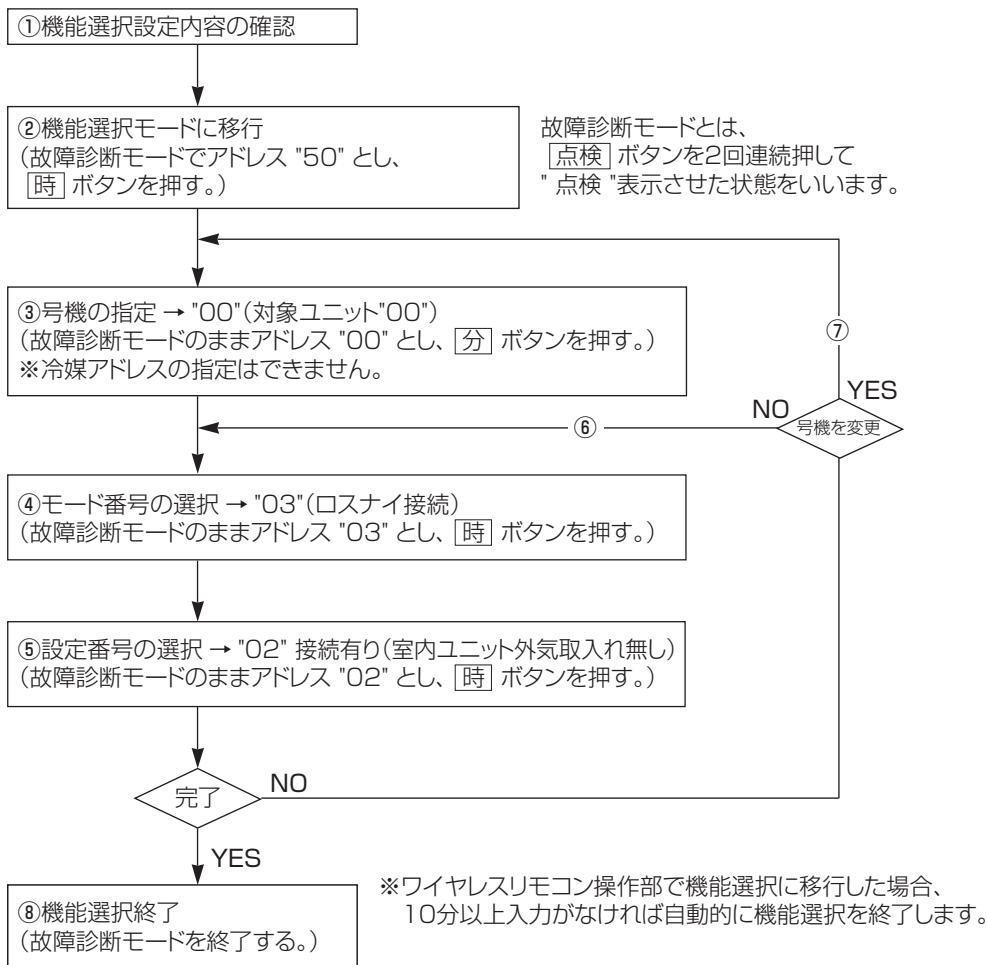 ①機能選択設定内容の確認
②機能選択モードに移行
（故障診断モードでアドレス "50" とし、
時 ボタンを押す。）
故障診断モードとは、
点検 ボタンを2回連続押して
" 点検 "表示させた状態をいいます。
③号機の指定 → "00"（対象ユニット"00"）
（故障診断モードのままアドレス "00" とし、 分 ボタンを押す。）
※冷媒アドレスの指定はできません。
⑦
YES
NO
号機を変更
⑥
④モード番号の選択 → "03"（ロスナイ接続）
（故障診断モードのままアドレス "03" とし、 時 ボタンを押す。）
⑤設定番号の選択 → "02" 接続有り（室内ユニット外気取入れ無し）
（故障診断モードのままアドレス "02" とし、 時 ボタンを押す。）
完了
NO
YES
⑧機能選択終了
（故障診断モードを終了する。）
※ワイヤレスリモコン操作部で機能選択に移行した場合、
10分以上入力がなければ自動的に機能選択を終了します。